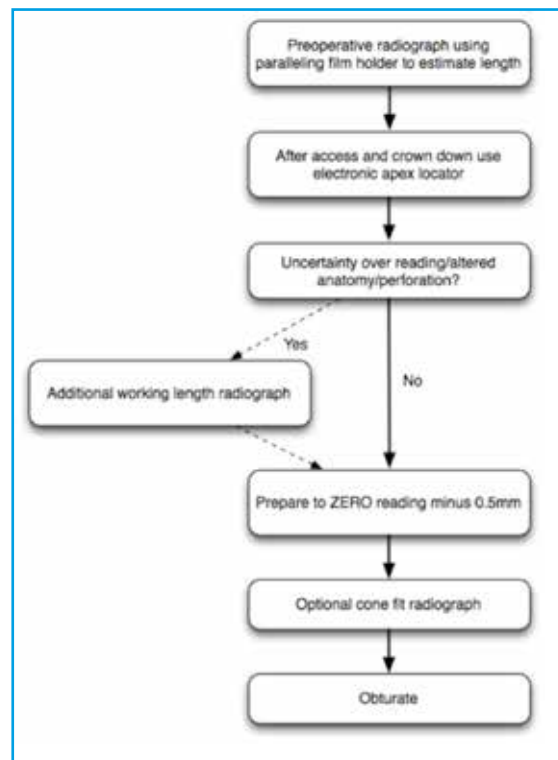 Preoperative radiograph using
paralleling film holder to estimate length
After access and crown down use
electronic apex locator
Uncertainty over reading/altered
anatomy/perforation?
Yes
No
Additional working length radiograph
Prepare to ZERO reading minus 0.5mm
Optional cone fit radiograph
Obturate